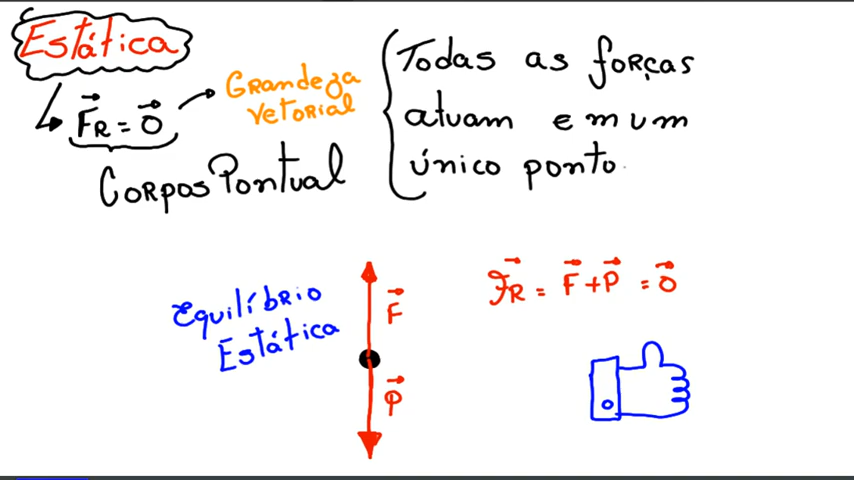 Estática
F⃗R = 0⃗
Grandeza
vetorial
Corpos Pontual
Todas as forças
atuam em um
único ponto
Equilíbrio
Estática
F⃗
P⃗
F⃗R = F⃗ + P⃗ = 0⃗